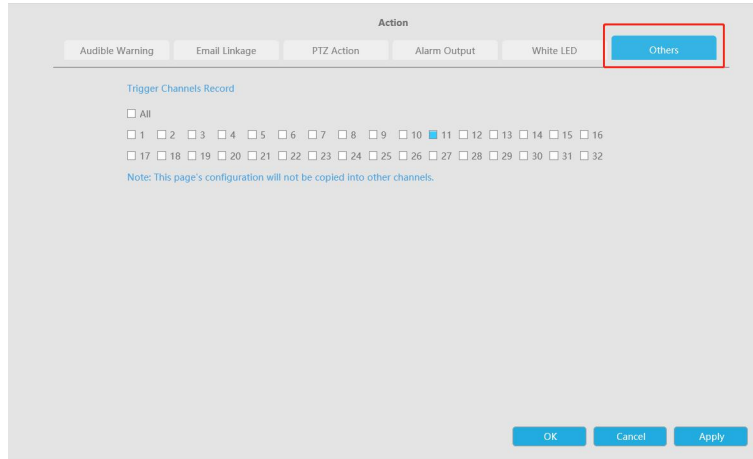 Action
Audible Warning Email Linkage PTZ Action Alarm Output White LED Others
Trigger Channels Record
All
1 2 3 4 5 6 7 8 9 10 11 12 13 14 15 16
17 18 19 20 21 22 23 24 25 26 27 28 29 30 31 32
Note: This page's configuration will not be copied into other channels.
OK Cancel Apply